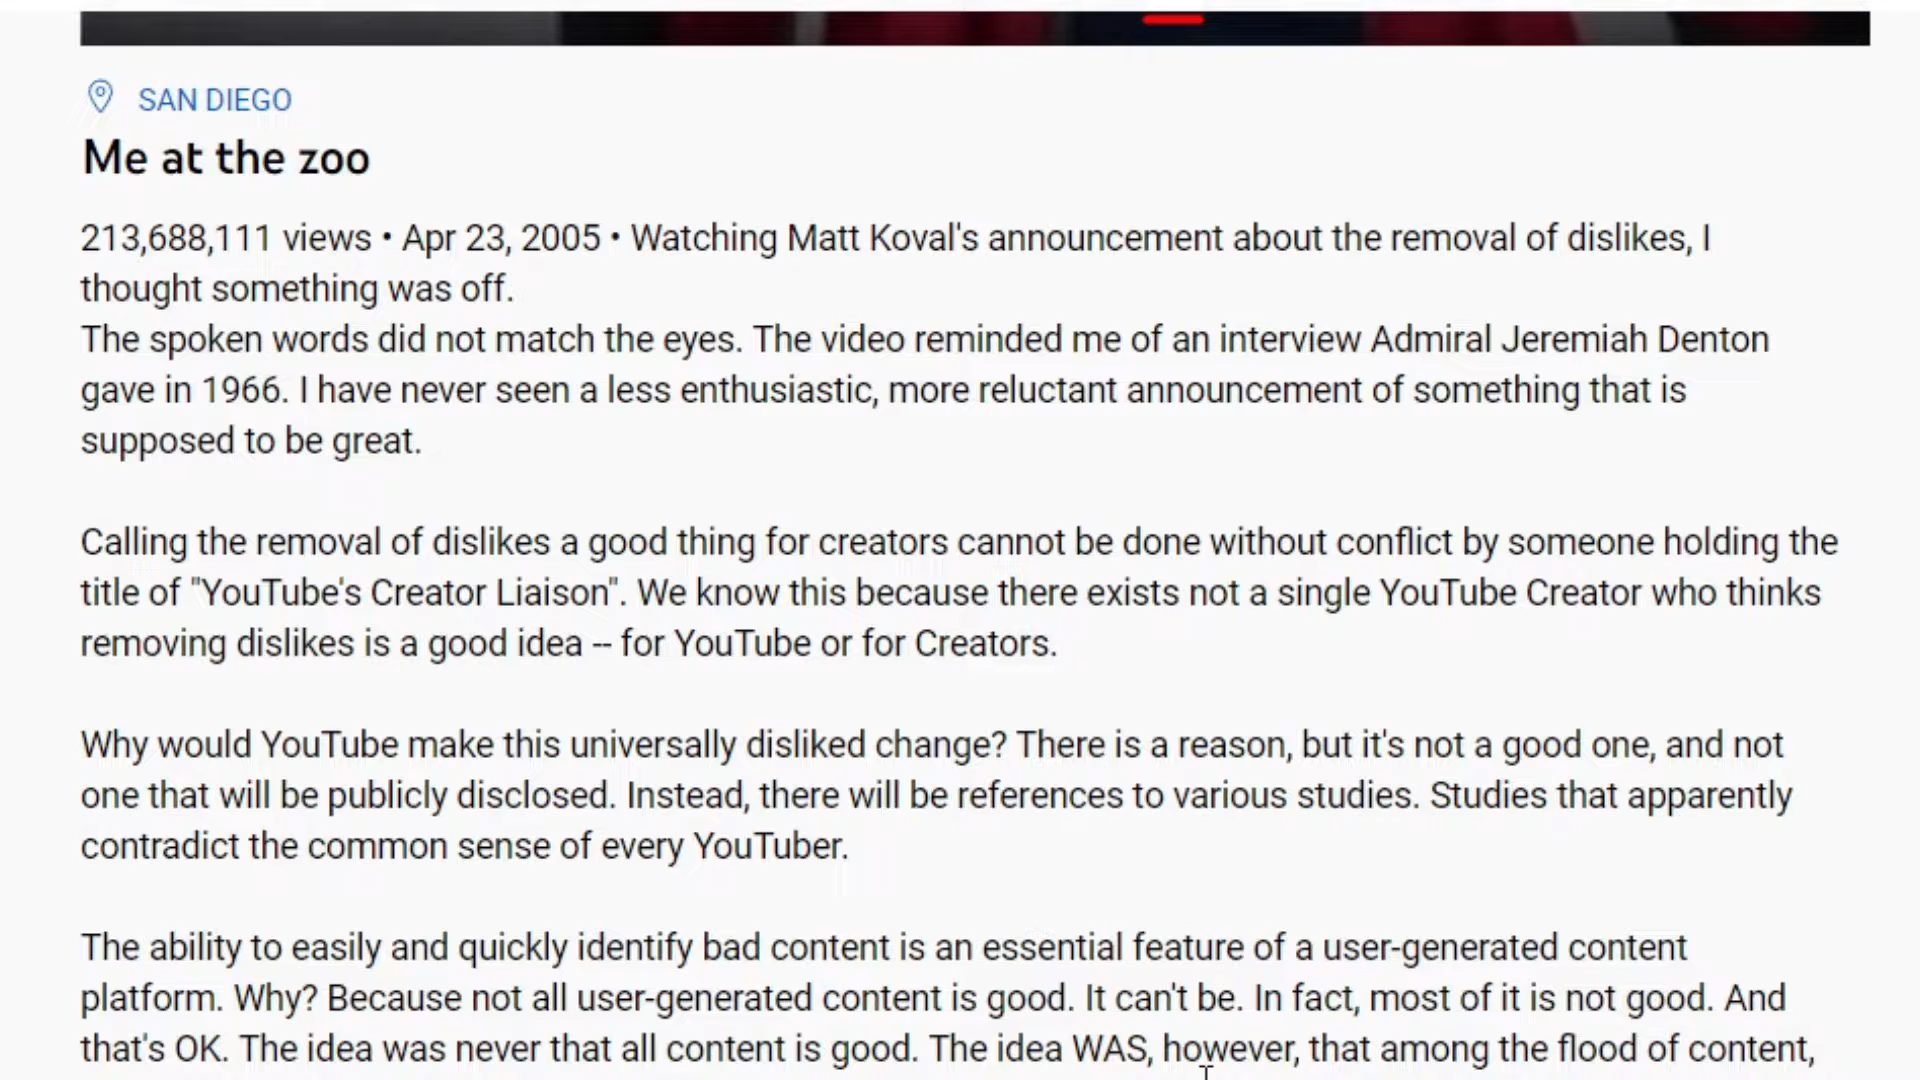 SAN DIEGO
Me at the zoo
213,688,111 views • Apr 23, 2005 • Watching Matt Koval's announcement about the removal of dislikes, I
thought something was off.
The spoken words did not match the eyes. The video reminded me of an interview Admiral Jeremiah Denton
gave in 1966. I have never seen a less enthusiastic, more reluctant announcement of something that is
supposed to be great.
Calling the removal of dislikes a good thing for creators cannot be done without conflict by someone holding the
title of "YouTube's Creator Liaison". We know this because there exists not a single YouTube Creator who thinks
removing dislikes is a good idea -- for YouTube or for Creators.
Why would YouTube make this universally disliked change? There is a reason, but it's not a good one, and not
one that will be publicly disclosed. Instead, there will be references to various studies. Studies that apparently
contradict the common sense of every YouTuber.
The ability to easily and quickly identify bad content is an essential feature of a user-generated content
platform. Why? Because not all user-generated content is good. It can't be. In fact, most of it is not good. And
that's OK. The idea was never that all content is good. The idea WAS, however, that among the flood of content,